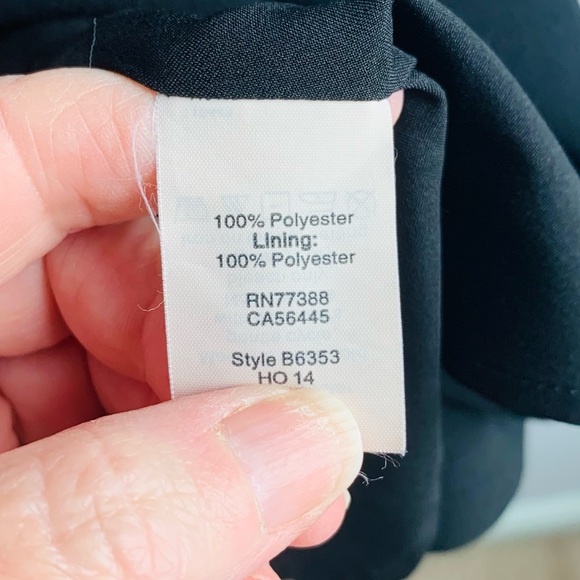 100% Polyester
Lining:
100% Polyester
RN77388
CA56445
Style B6353
HO 14